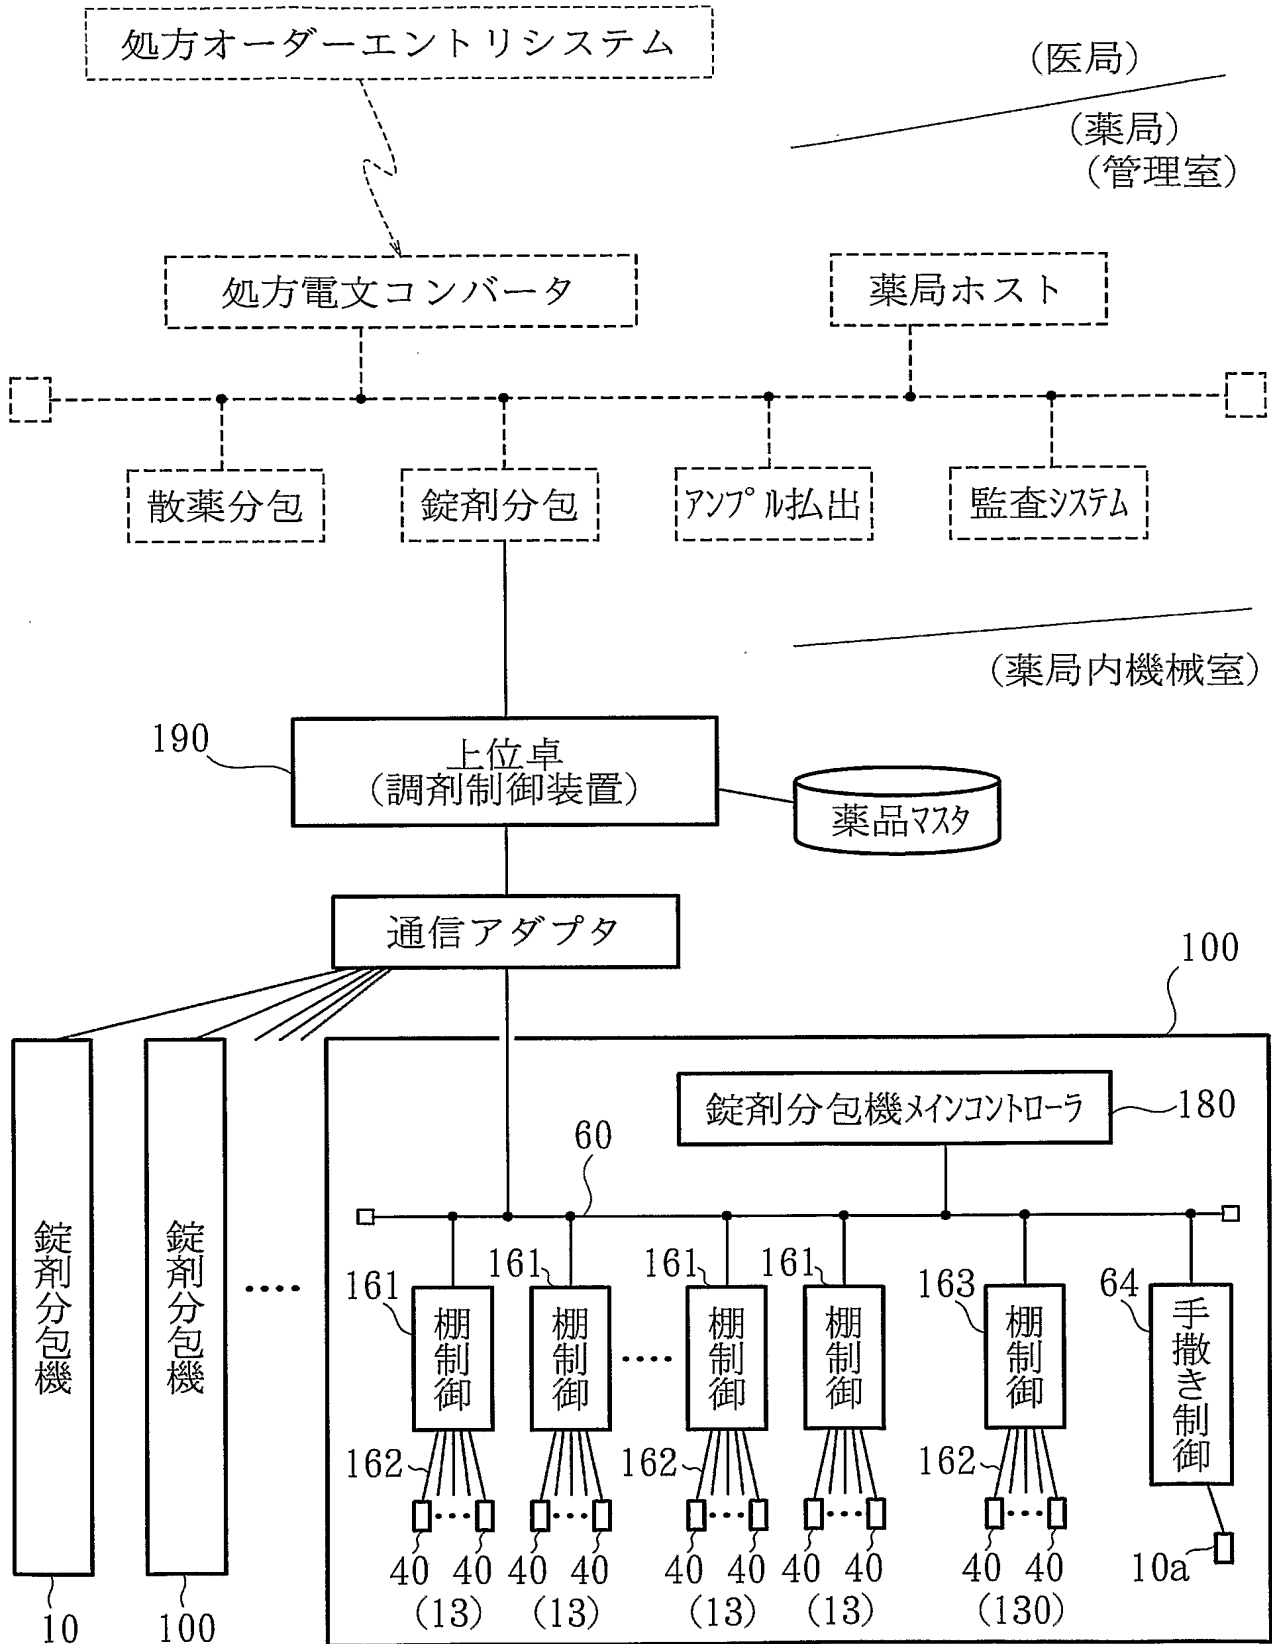 処方オーダーエントリシステム
(医局)
(薬局)
(管理室)
処方電文コンバータ
薬局ホスト
散薬分包
錠剤分包
アンプル払出
監査システム
(薬局内機械室)
190
上位卓
(調剤制御装置)
薬品マスタ
通信アダプタ
100
錠剤分包機メインコントローラ
180
60
錠剤分包機
錠剤分包機
161
161
161
161
163
64
棚制御
棚制御
棚制御
棚制御
棚制御
手撒き制御
162
162
162
40 40 40 40 40 40 40 40 40 40
10a
(13) (13) (13) (13) (130)
10
100